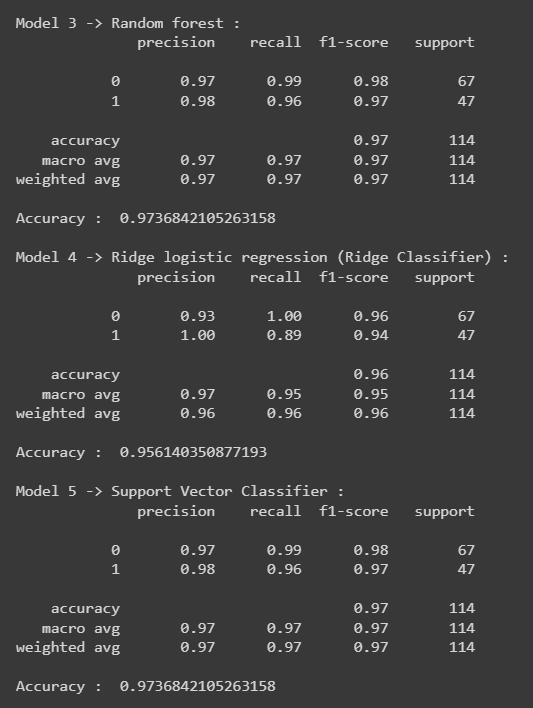 Model 3 -> Random forest :
precision recall f1-score support
0 0.97 0.99 0.98 67
1 0.98 0.96 0.97 47
accuracy 0.97 114
macro avg 0.97 0.97 0.97 114
weighted avg 0.97 0.97 0.97 114
Accuracy : 0.9736842105263158
Model 4 -> Ridge logistic regression (Ridge Classifier) :
precision recall f1-score support
0 0.93 1.00 0.96 67
1 1.00 0.89 0.94 47
accuracy 0.96 114
macro avg 0.97 0.95 0.95 114
weighted avg 0.96 0.96 0.96 114
Accuracy : 0.956140350877193
Model 5 -> Support Vector Classifier :
precision recall f1-score support
0 0.97 0.99 0.98 67
1 0.98 0.96 0.97 47
accuracy 0.97 114
macro avg 0.97 0.97 0.97 114
weighted avg 0.97 0.97 0.97 114
Accuracy : 0.9736842105263158